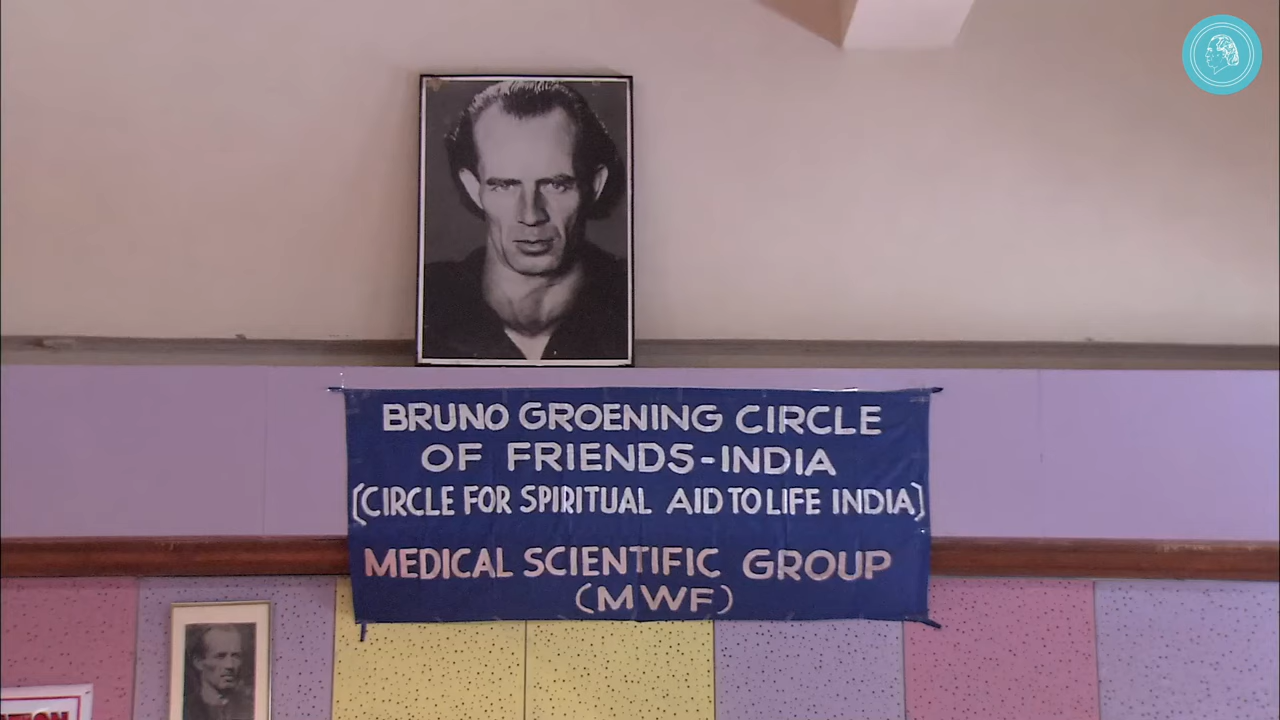 BRUNO GROENING CIRCLE
OF FRIENDS-INDIA
[CIRCLE FOR SPIRITUAL AID TO LIFE INDIA]
MEDICAL SCIENTIFIC GROUP
(MWF)